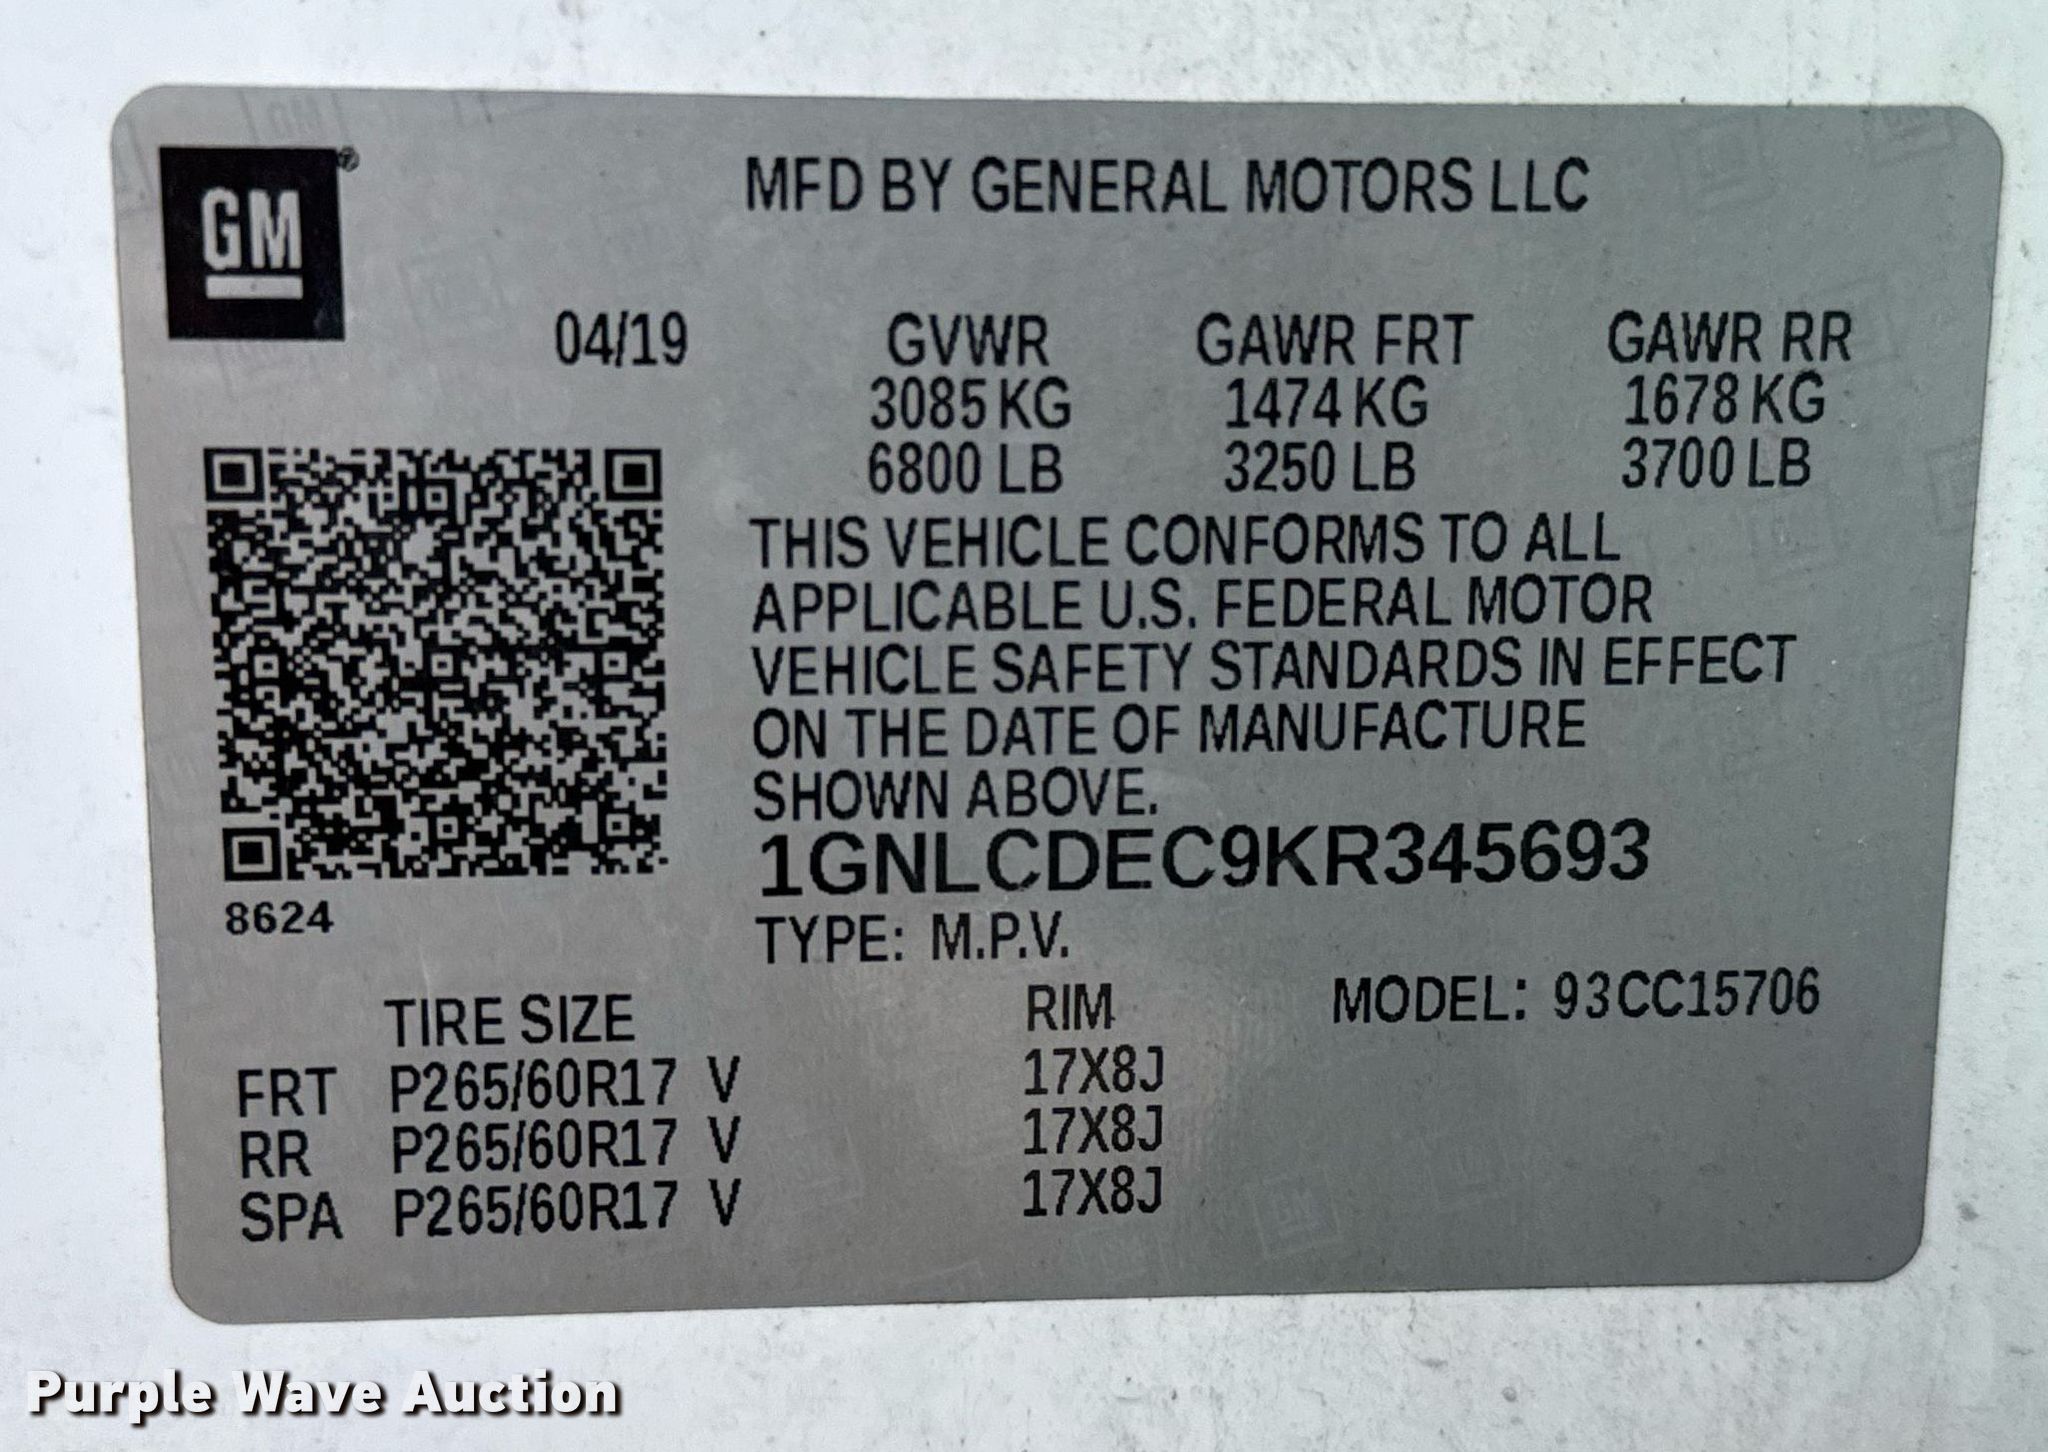 GM®
MFD BY GENERAL MOTORS LLC
04/19 GVWR GAWR FRT GAWR RR
3085 KG 1474 KG 1678 KG
6800 LB 3250 LB 3700 LB
THIS VEHICLE CONFORMS TO ALL
APPLICABLE U.S. FEDERAL MOTOR
VEHICLE SAFETY STANDARDS IN EFFECT
ON THE DATE OF MANUFACTURE
SHOWN ABOVE.
1GNLCDEC9KR345693
8624
TYPE: M.P.V.
TIRE SIZE RIM MODEL: 93CC15706
FRT P265/60R17 V 17X8J
RR P265/60R17 V 17X8J
SPA P265/60R17 V 17X8J
Purple Wave Auction